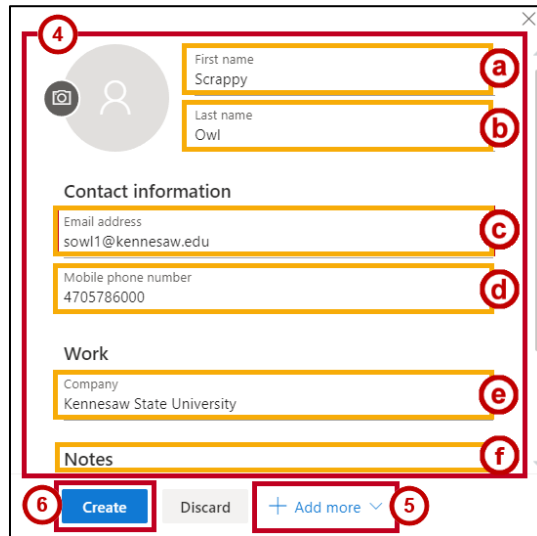 4
First name
Scrappy
a
Last name
Owl
b
Contact information
Email address
sowl1@kennesaw.edu
c
Mobile phone number
4705786000
d
Work
Company
Kennesaw State University
e
Notes
f
6
Create
Discard
+ Add more
5